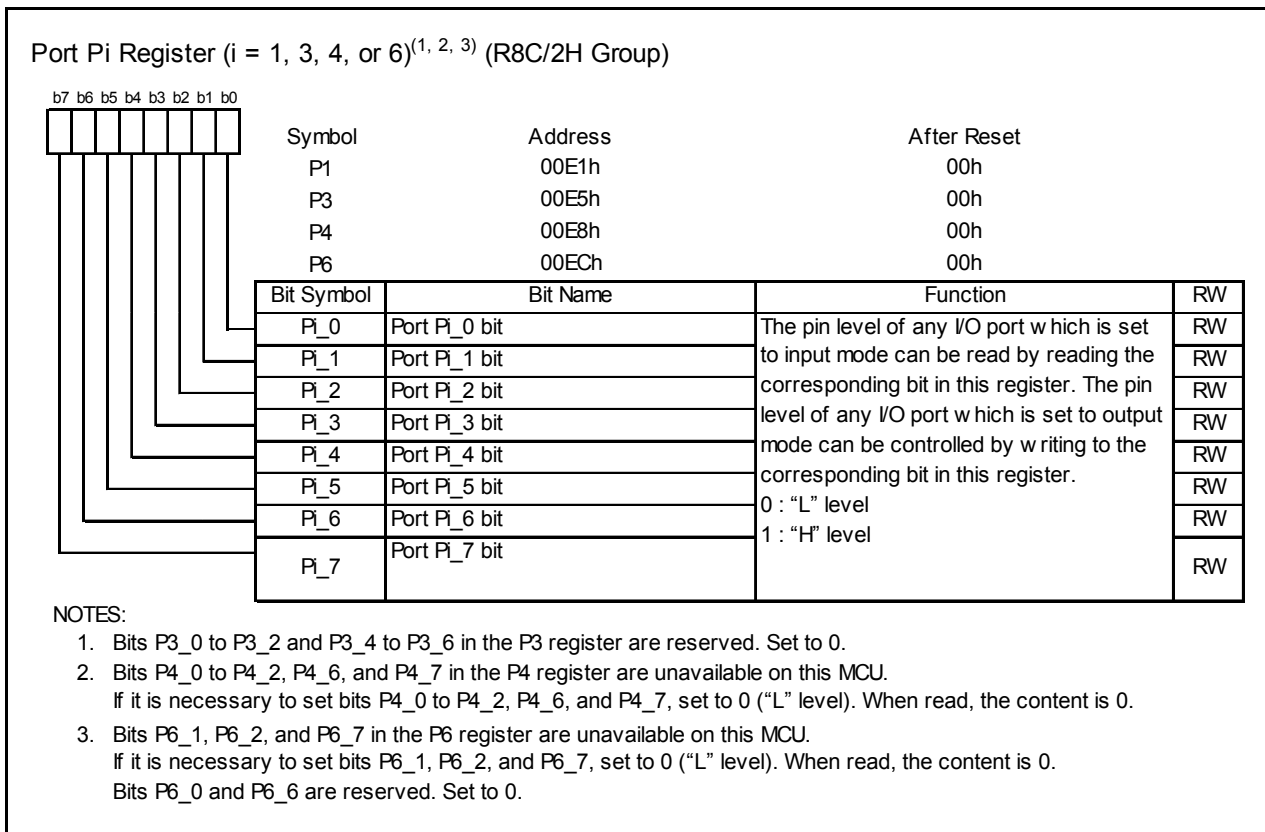 Port Pi Register (i = 1, 3, 4, or 6)(1, 2, 3) (R8C/2H Group)
b7 b6 b5 b4 b3 b2 b1 b0
Symbol Address After Reset
P1 00E1h 00h
P3 00E5h 00h
P4 00E8h 00h
P6 00ECh 00h
Bit Symbol Bit Name Function RW
Pi_0 Port Pi_0 bit The pin level of any I/O port w hich is set RW
Pi_1 Port Pi_1 bit to input mode can be read by reading the RW
Pi_2 Port Pi_2 bit corresponding bit in this register. The pin RW
Pi_3 Port Pi_3 bit level of any I/O port w hich is set to output RW
Pi_4 Port Pi_4 bit mode can be controlled by w riting to the RW
Pi_5 Port Pi_5 bit corresponding bit in this register. RW
Pi_6 Port Pi_6 bit 0 : “L” level RW
Pi_7 Port Pi_7 bit 1 : “H” level RW
NOTES:
1. Bits P3_0 to P3_2 and P3_4 to P3_6 in the P3 register are reserved. Set to 0.
2. Bits P4_0 to P4_2, P4_6, and P4_7 in the P4 register are unavailable on this MCU.
If it is necessary to set bits P4_0 to P4_2, P4_6, and P4_7, set to 0 (“L” level). When read, the content is 0.
3. Bits P6_1, P6_2, and P6_7 in the P6 register are unavailable on this MCU.
If it is necessary to set bits P6_1, P6_2, and P6_7, set to 0 (“L” level). When read, the content is 0.
Bits P6_0 and P6_6 are reserved. Set to 0.